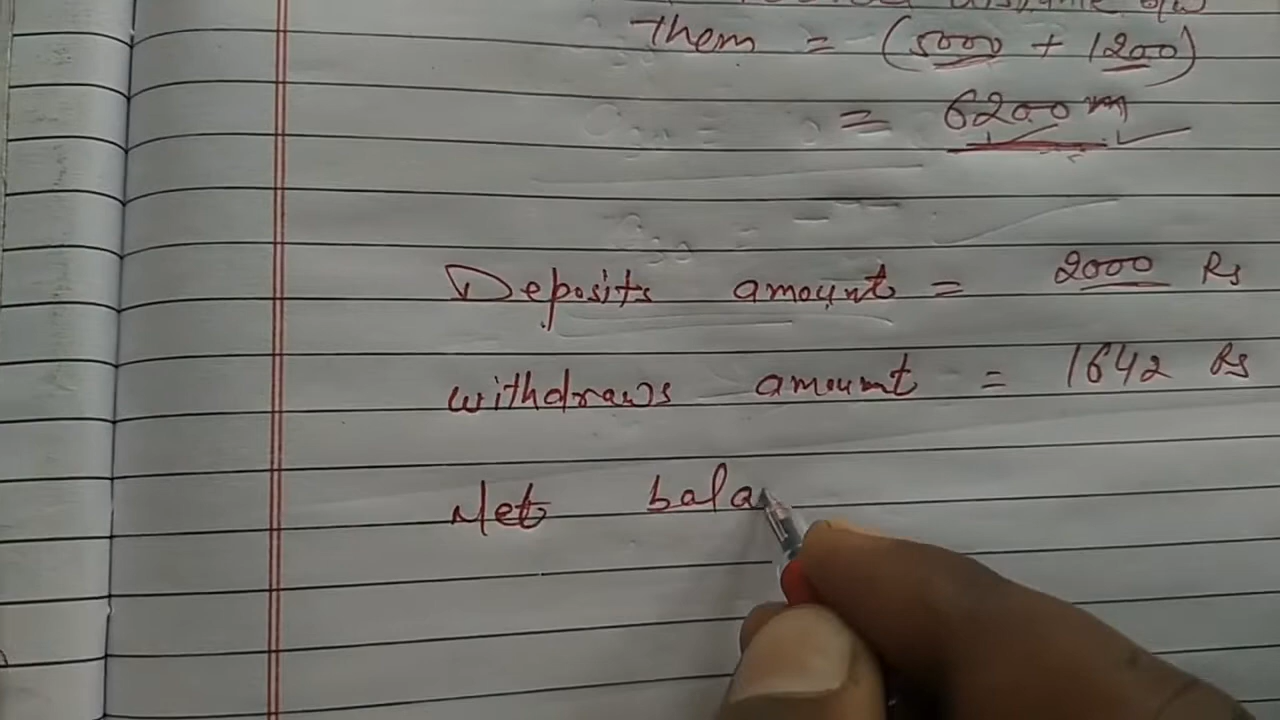 Them = (5000 + 1200)
= 6200 m
Deposits amount = 2000 Rs
withdraws amount = 1642 Rs
Net bala